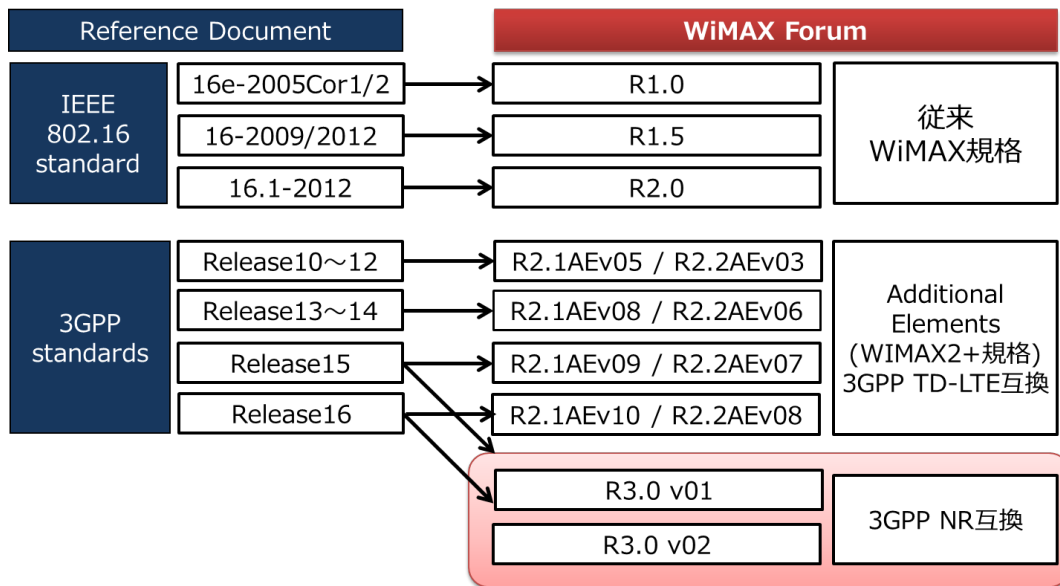 Reference Document
WiMAX Forum
IEEE
802.16
standard
16e-2005Cor1/2
R1.0
16-2009/2012
R1.5
16.1-2012
R2.0
従来
WiMAX規格
3GPP
standards
Release10～12
R2.1AEv05 / R2.2AEv03
Release13～14
R2.1AEv08 / R2.2AEv06
Release15
R2.1AEv09 / R2.2AEv07
Release16
R2.1AEv10 / R2.2AEv08
Additional
Elements
(WIMAX2+規格)
3GPP TD-LTE互換
R3.0 v01
R3.0 v02
3GPP NR互換